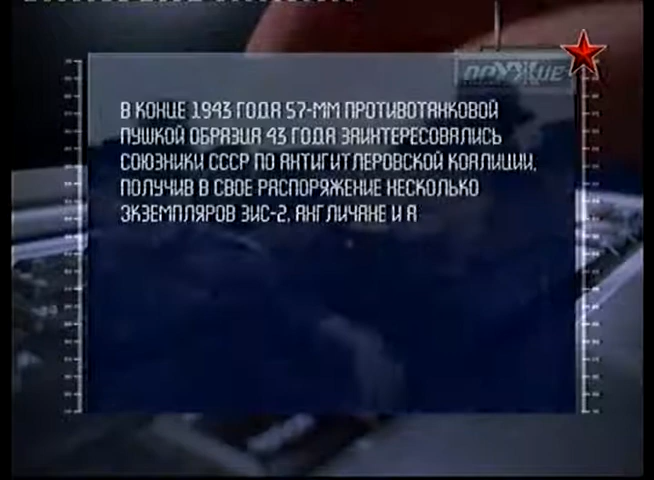 ОРУЖИЕ
В КОНЦЕ 1943 ГОДА 57-ММ ПРОТИВОТАНКОВОЙ
ПУШКОЙ ОБРАЗЦА 43 ГОДА ЗАИНТЕРЕСОВАЛИСЬ
СОЮЗНИКИ СССР ПО АНТИГИТЛЕРОВСКОЙ КОАЛИЦИИ.
ПОЛУЧИВ В СВОЕ РАСПОРЯЖЕНИЕ НЕСКОЛЬКО
ЭКЗЕМПЛЯРОВ ЗИС-2, АНГЛИЧАНЕ И А